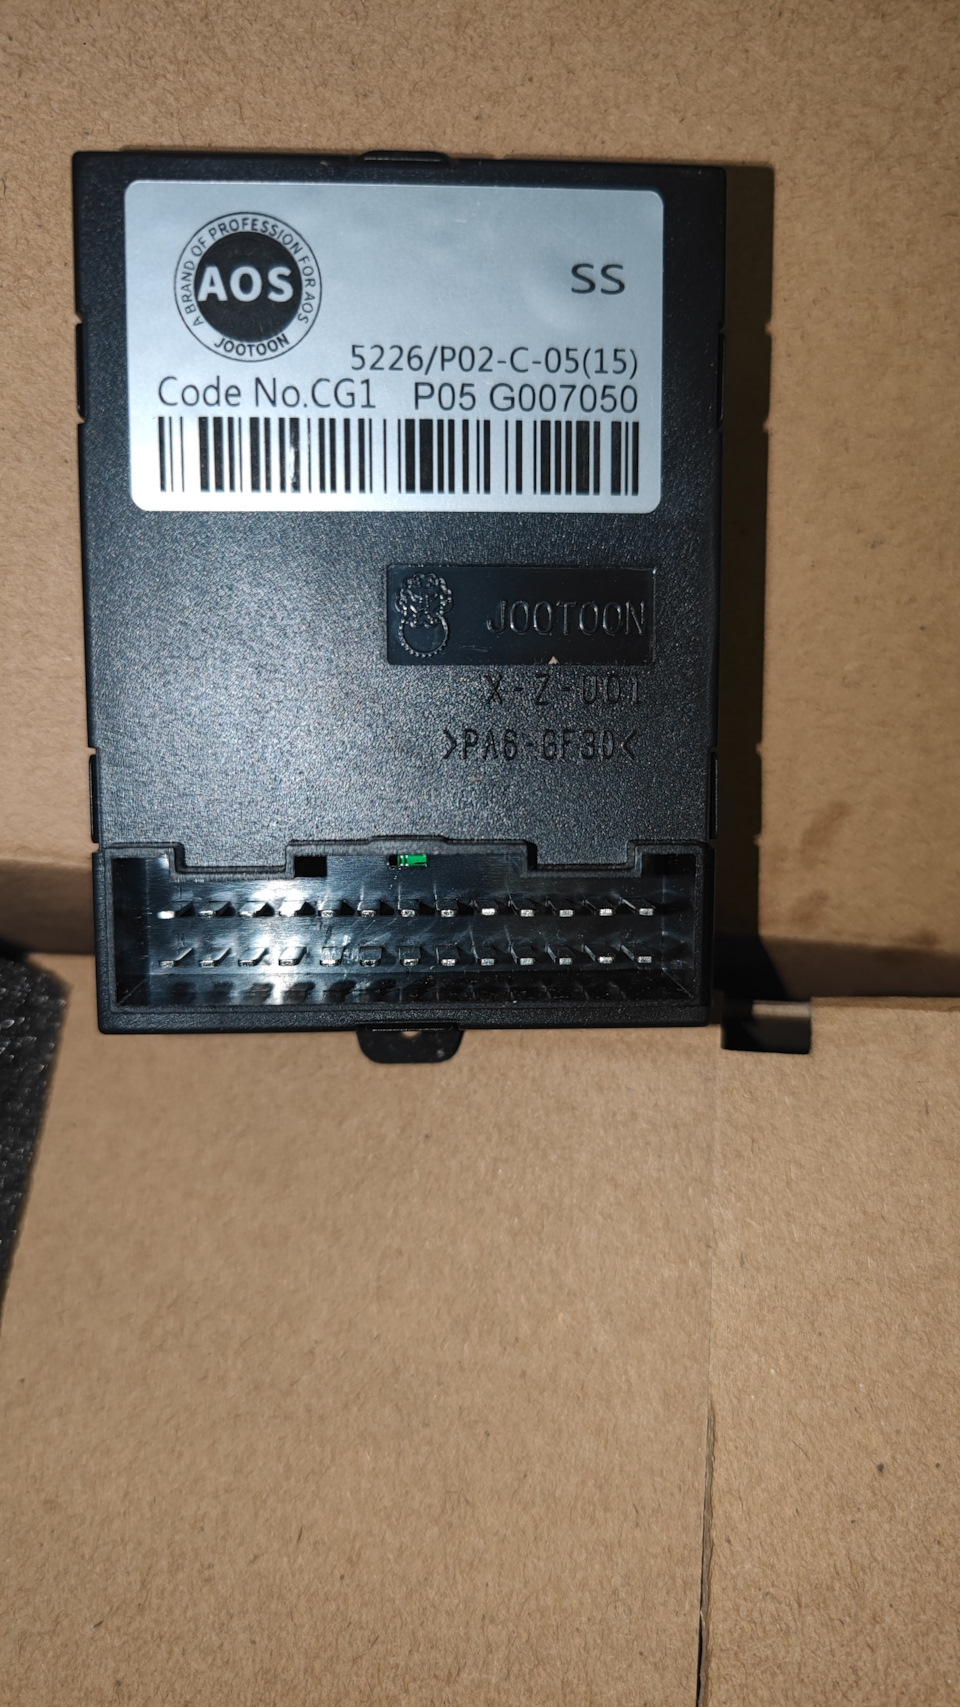 A BRAND OF PROFESSION FOR AOS
AOS
JOOTOON
SS
5226/P02-C-05(15)
Code No.CG1 P05 G007050
JOOTOON
X-Z-001
>PA6-GF30<